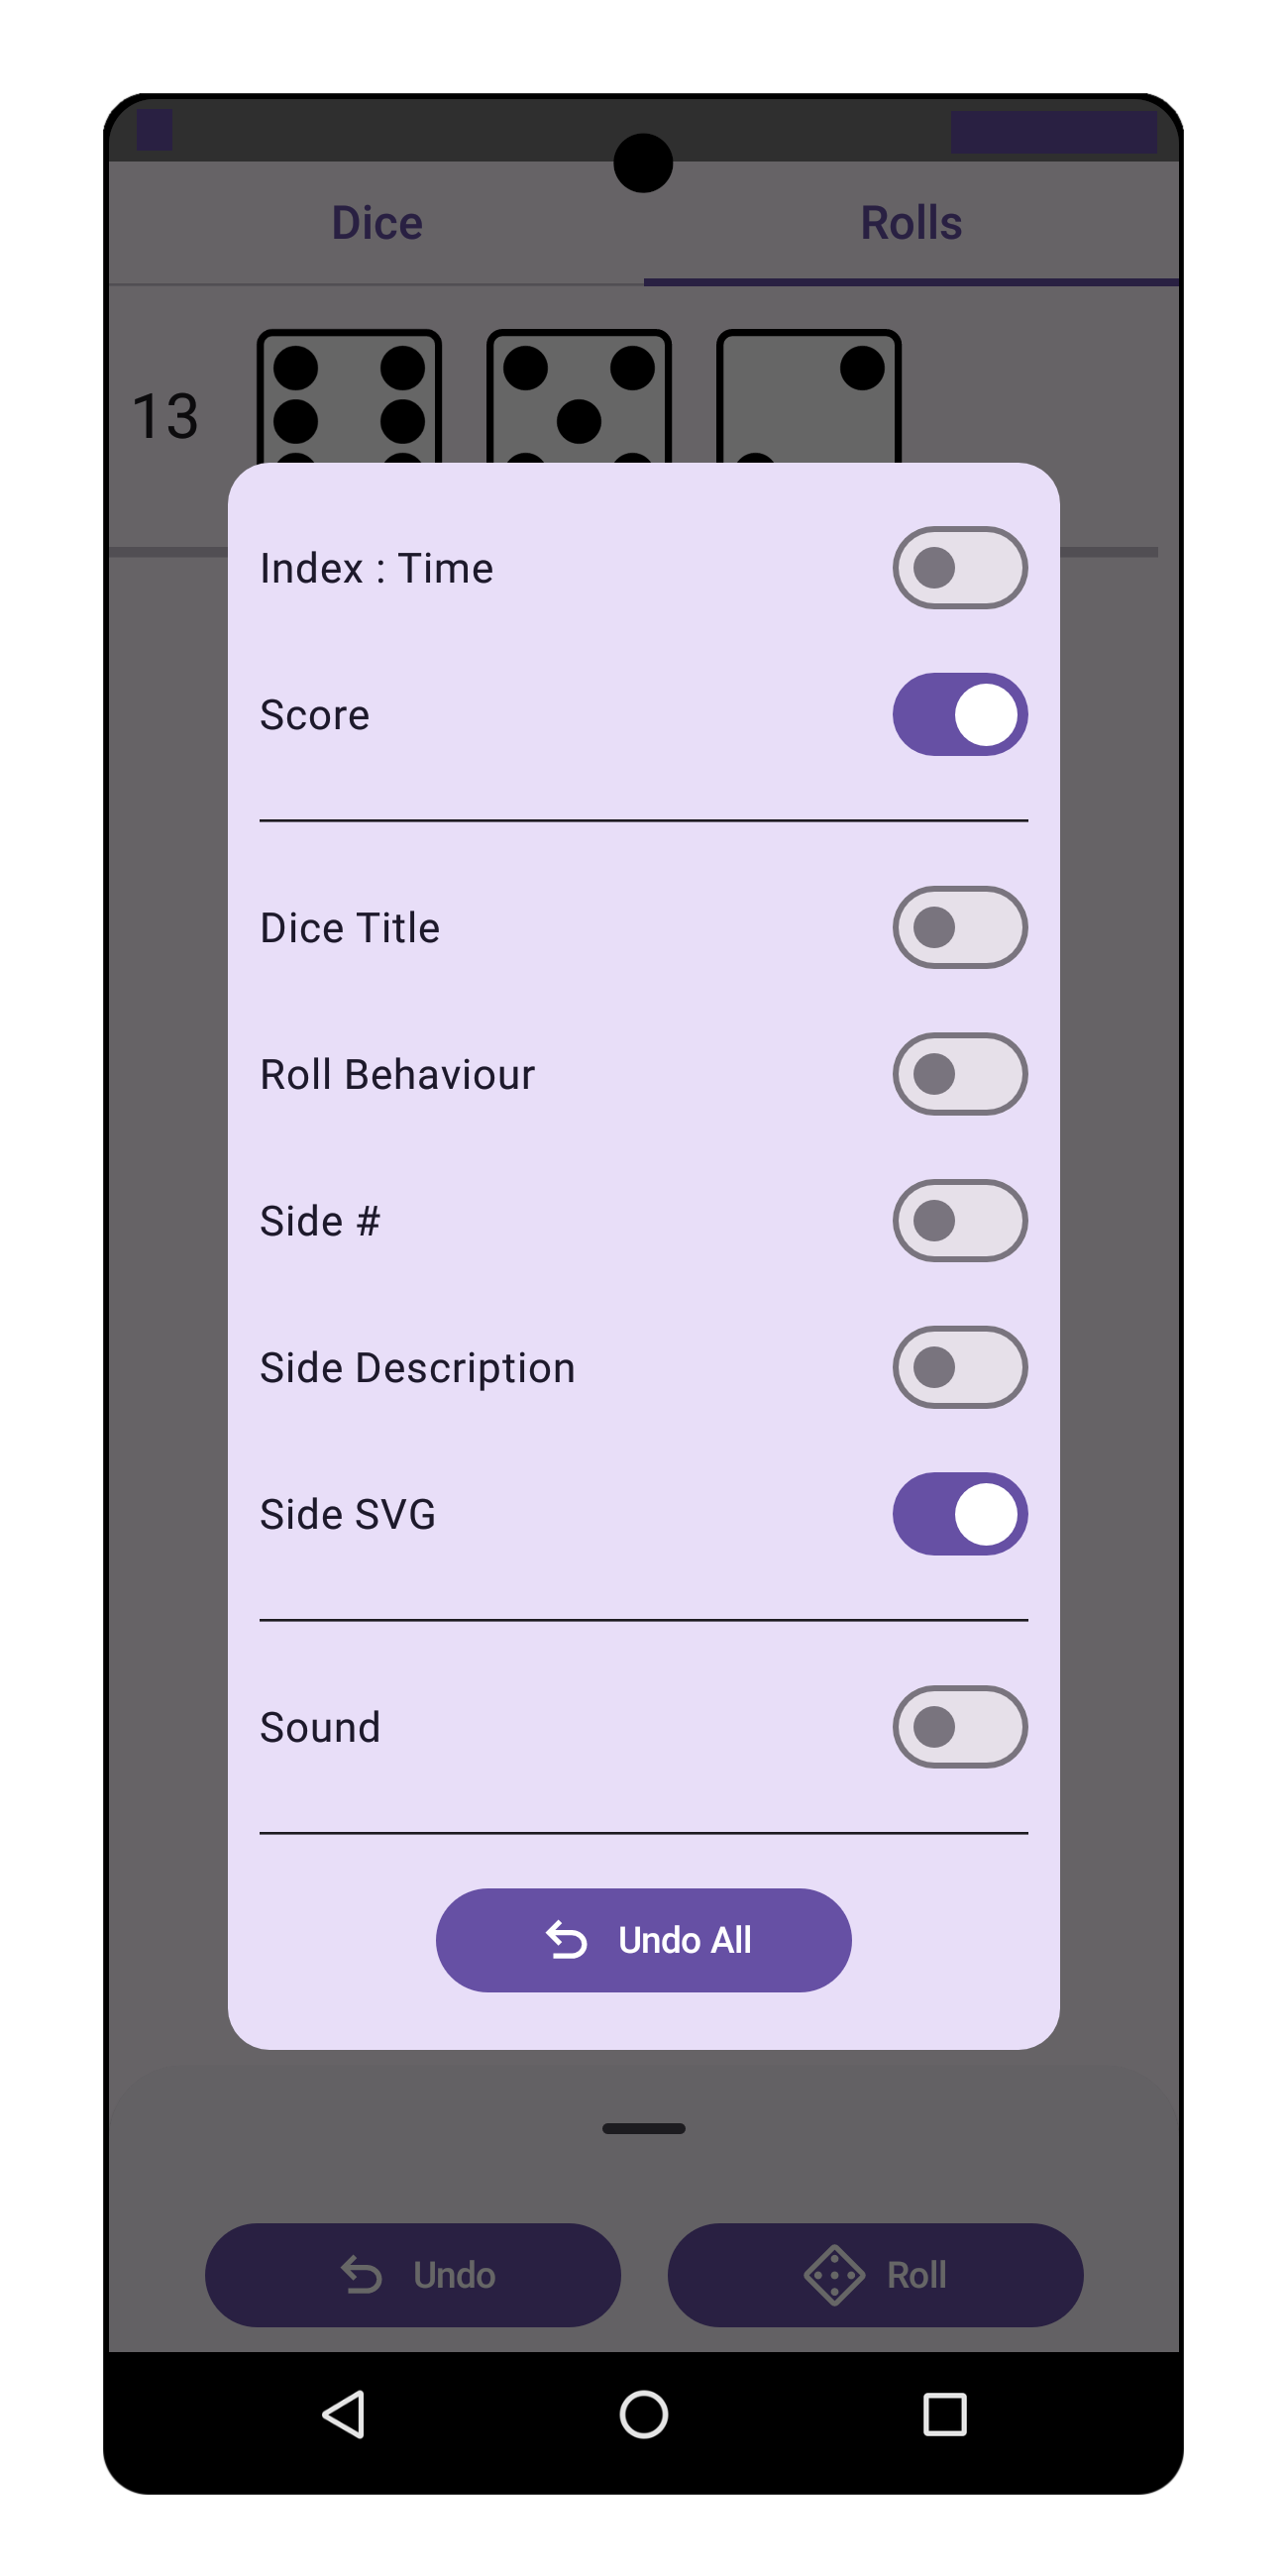 Dice
Rolls
13
Index : Time
Score
Dice Title
Roll Behaviour
Side #
Side Description
Side SVG
Sound
Undo All
Undo
Roll